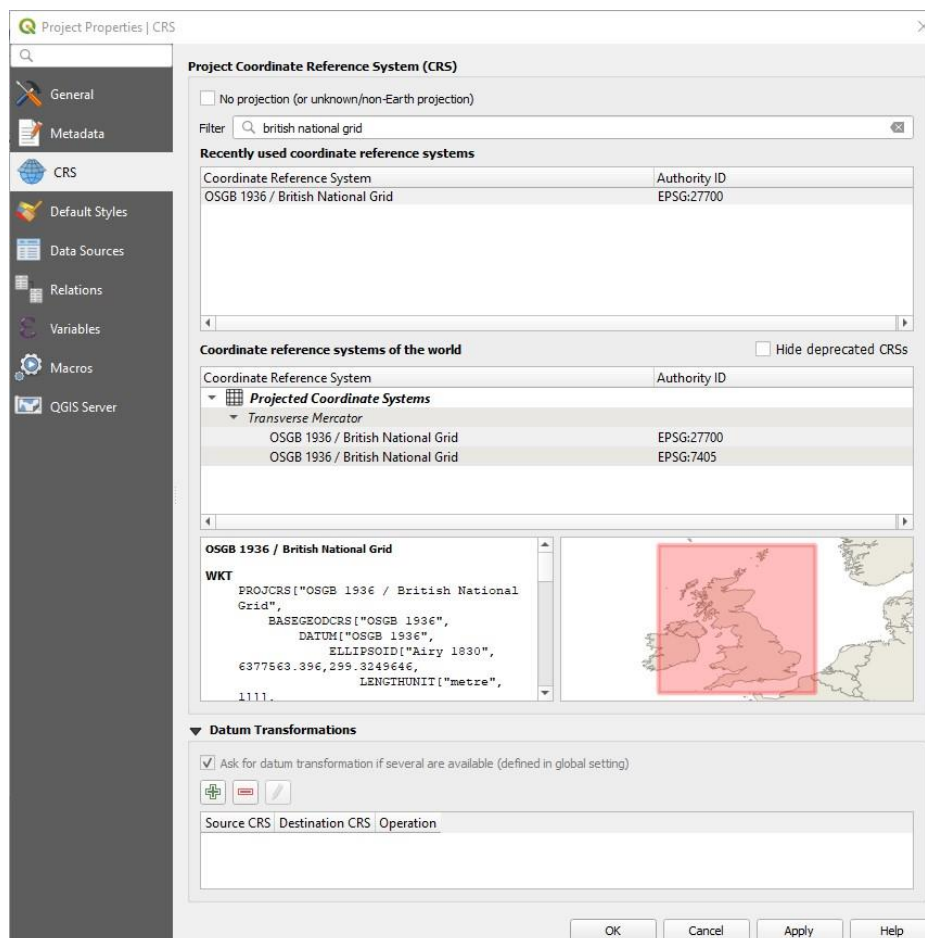 Project Properties | CRS
General
Metadata
CRS
Default Styles
Data Sources
Relations
Variables
Macros
QGIS Server
Project Coordinate Reference System (CRS)
No projection (or unknown/non-Earth projection)
Filter british national grid
Recently used coordinate reference systems
Coordinate Reference System Authority ID
OSGB 1936 / British National Grid EPSG:27700
Coordinate reference systems of the world Hide deprecated CRSs
Coordinate Reference System Authority ID
Projected Coordinate Systems
Transverse Mercator
OSGB 1936 / British National Grid EPSG:27700
OSGB 1936 / British National Grid EPSG:7405
OSGB 1936 / British National Grid
WKT
PROJCRS["OSGB 1936 / British National
Grid",
BASEGEODCRS["OSGB 1936",
DATUM["OSGB 1936",
ELLIPSOID["Airy 1830",
6377563.396,299.3249646,
LENGTHUNIT["metre",
1]]],
Datum Transformations
Ask for datum transformation if several are available (defined in global setting)
Source CRS Destination CRS Operation
OK Cancel Apply Help